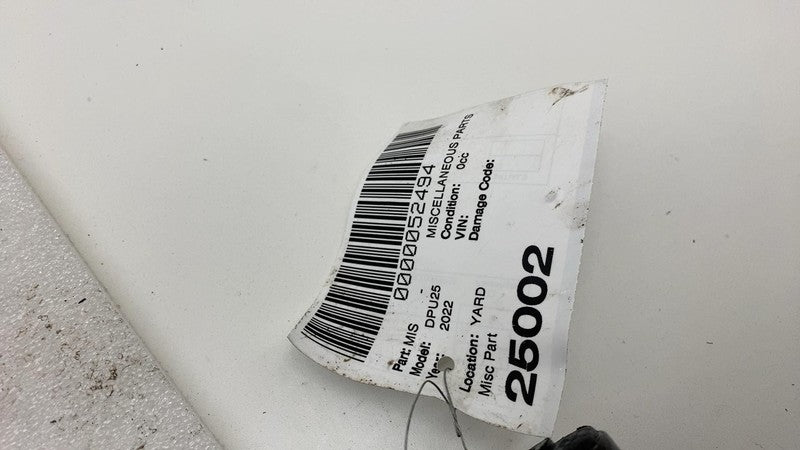 0000052494
Part: MIS - MISCELLANEOUS PARTS
Model: DPU25 Condition: 0cc
Year: 2022 VIN:
Damage Code:
Location: YARD
Misc Part
25002